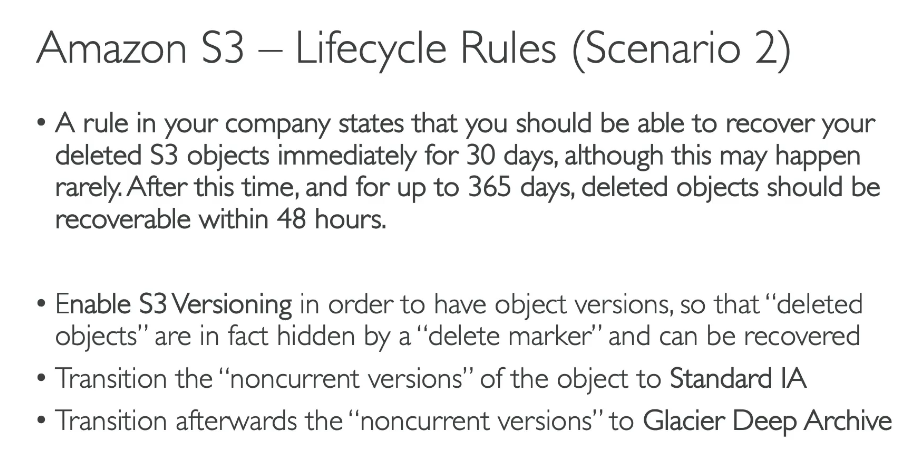 Amazon S3 – Lifecycle Rules (Scenario 2)
• A rule in your company states that you should be able to recover your
deleted S3 objects immediately for 30 days, although this may happen
rarely. After this time, and for up to 365 days, deleted objects should be
recoverable within 48 hours.
• Enable S3 Versioning in order to have object versions, so that “deleted
objects” are in fact hidden by a “delete marker” and can be recovered
• Transition the “noncurrent versions” of the object to Standard IA
• Transition afterwards the “noncurrent versions” to Glacier Deep Archive